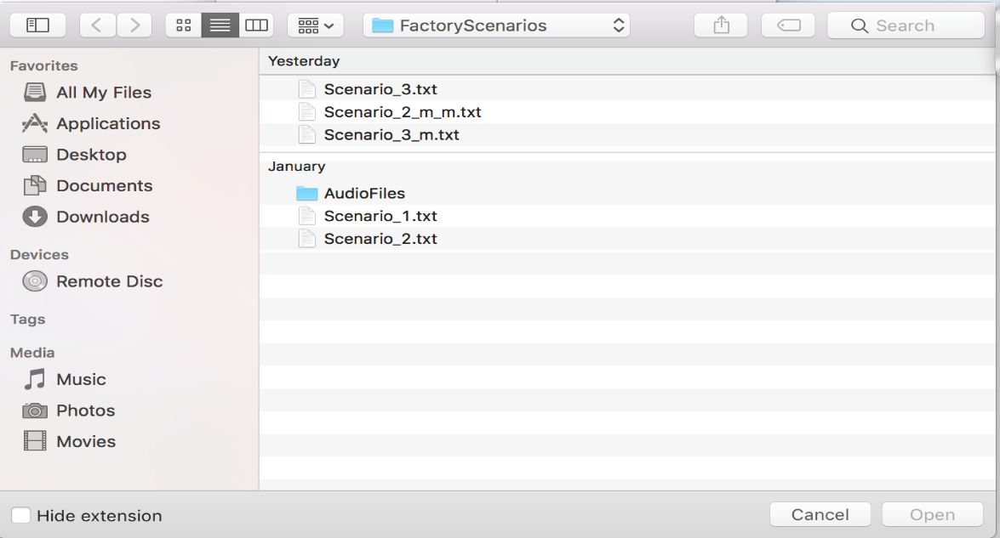 FactoryScenarios
Search
Favorites
All My Files
Applications
Desktop
Documents
Downloads
Devices
Remote Disc
Tags
Media
Music
Photos
Movies
Yesterday
Scenario_3.txt
Scenario_2_m_m.txt
Scenario_3_m.txt
January
AudioFiles
Scenario_1.txt
Scenario_2.txt
Hide extension
Cancel
Open